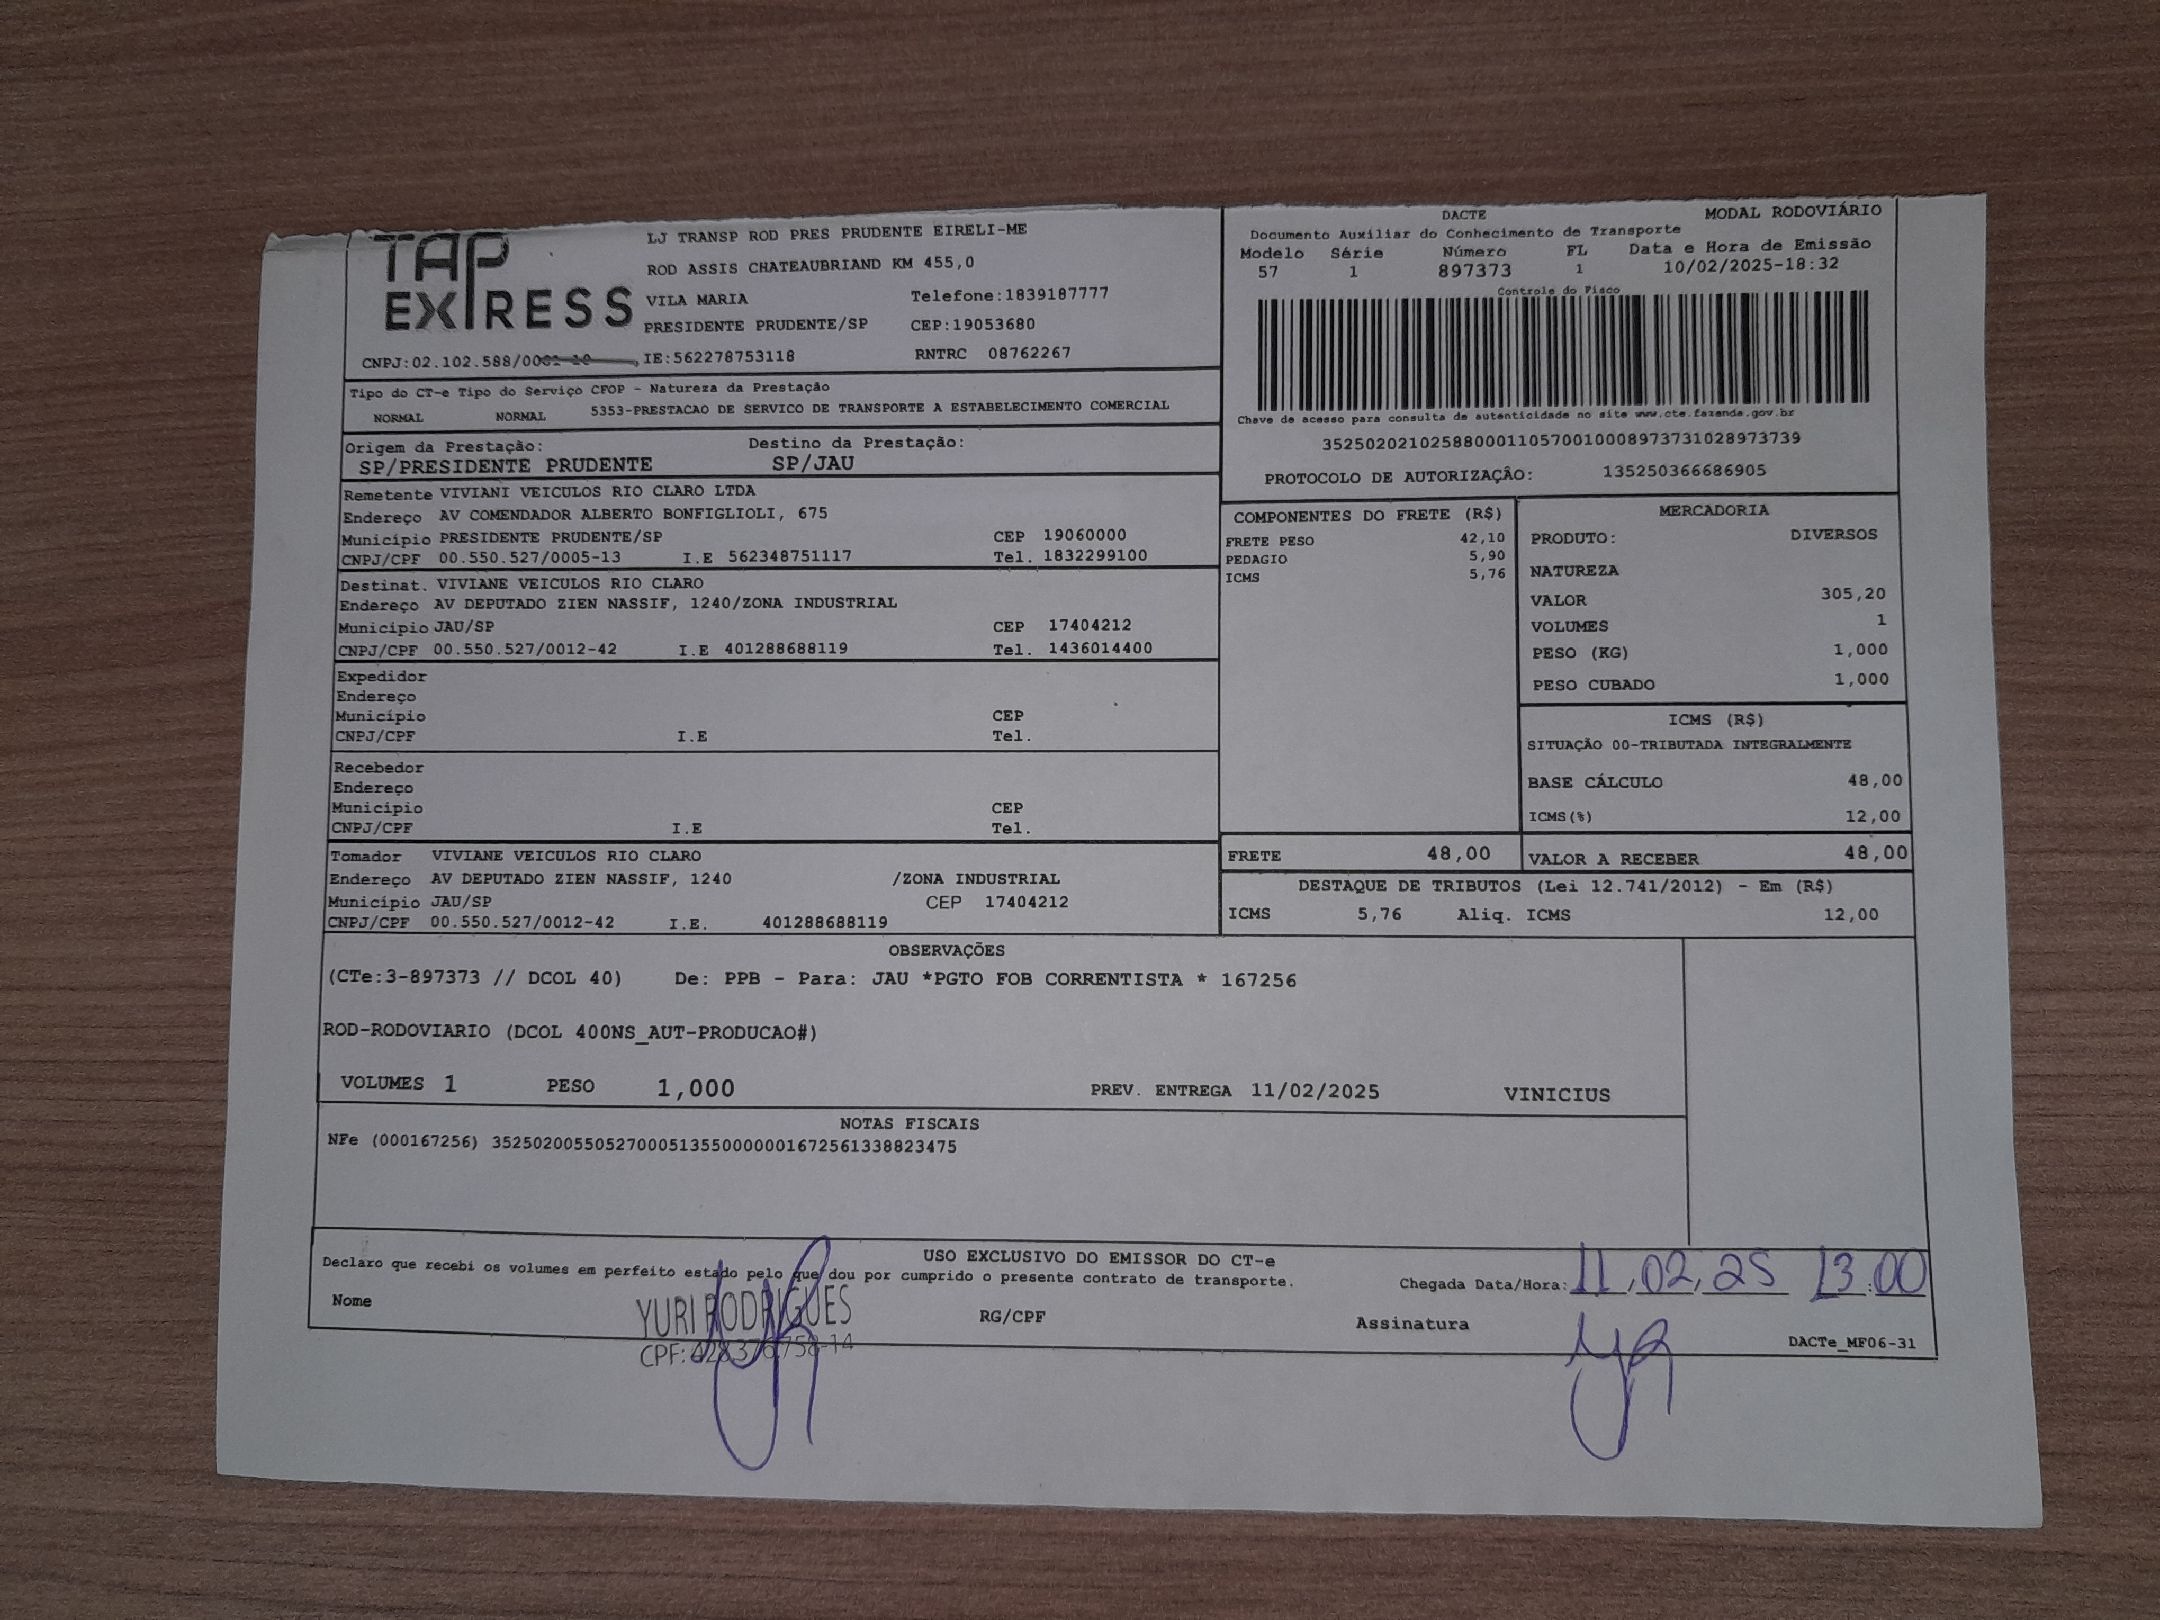 TAP
EXPRESS
LJ TRANSP ROD PRES PRUDENTE EIRELI-ME
ROD ASSIS CHATEAUBRIAND KM 455,0
VILA MARIA Telefone:1839187777
PRESIDENTE PRUDENTE/SP CEP:19053680
CNPJ:02.102.588/0001-10 IE:562278753118 RNTRC 08762267
Tipo do CT-e Tipo do Serviço CFOP - Natureza da Prestação
NORMAL NORMAL 5353-PRESTACAO DE SERVICO DE TRANSPORTE A ESTABELECIMENTO COMERCIAL
Origem da Prestação: Destino da Prestação:
SP/PRESIDENTE PRUDENTE SP/JAU
Remetente VIVIANI VEICULOS RIO CLARO LTDA
Endereço AV COMENDADOR ALBERTO BONFIGLIOLI, 675
Município PRESIDENTE PRUDENTE/SP CEP 19060000
CNPJ/CPF 00.550.527/0005-13 I.E 562348751117 Tel. 1832299100
Destinat. VIVIANE VEICULOS RIO CLARO
Endereço AV DEPUTADO ZIEN NASSIF, 1240/ZONA INDUSTRIAL
Município JAU/SP CEP 17404212
CNPJ/CPF 00.550.527/0012-42 I.E 401288688119 Tel. 1436014400
Expedidor
Endereço
Município CEP
CNPJ/CPF I.E Tel.
Recebedor
Endereço
Município CEP
CNPJ/CPF I.E Tel.
Tomador VIVIANE VEICULOS RIO CLARO
Endereço AV DEPUTADO ZIEN NASSIF, 1240 /ZONA INDUSTRIAL
Município JAU/SP CEP 17404212
CNPJ/CPF 00.550.527/0012-42 I.E. 401288688119
DACTE MODAL RODOVIÁRIO
Documento Auxiliar do Conhecimento de Transporte
Modelo Série Número FL Data e Hora de Emissão
57 1 897373 1 10/02/2025-18:32
Controle do Fisco
Chave de acesso para consulta de autenticidade no site www.cte.fazenda.gov.br
35250202102588000110570010008973731028973739
PROTOCOLO DE AUTORIZAÇÂO: 135250366686905
COMPONENTES DO FRETE (R$)
FRETE PESO 42,10
PEDAGIO 5,90
ICMS 5,76
MERCADORIA
PRODUTO: DIVERSOS
NATUREZA
VALOR 305,20
VOLUMES 1
PESO (KG) 1,000
PESO CUBADO 1,000
ICMS (R$)
SITUAÇÃO 00-TRIBUTADA INTEGRALMENTE
BASE CÁLCULO 48,00
ICMS(%) 12,00
FRETE 48,00 VALOR A RECEBER 48,00
DESTAQUE DE TRIBUTOS (Lei 12.741/2012) - Em (R$)
ICMS 5,76 Aliq. ICMS 12,00
OBSERVAÇÕES
(CTe:3-897373 // DCOL 40) De: PPB - Para: JAU *PGTO FOB CORRENTISTA * 167256
ROD-RODOVIARIO (DCOL 400NS_AUT-PRODUCAO#)
VOLUMES 1 PESO 1,000 PREV. ENTREGA 11/02/2025 VINICIUS
NOTAS FISCAIS
NFe (000167256) 35250200550527000513550000001672561338823475
USO EXCLUSIVO DO EMISSOR DO CT-e
Declaro que recebi os volumes em perfeito estado pelo que dou por cumprido o presente contrato de transporte. Chegada Data/Hora: 11,02,25 13:00
Nome YURI RODRIGUES RG/CPF Assinatura
CPF: 428.376.758-14 DACTe_MF06-31